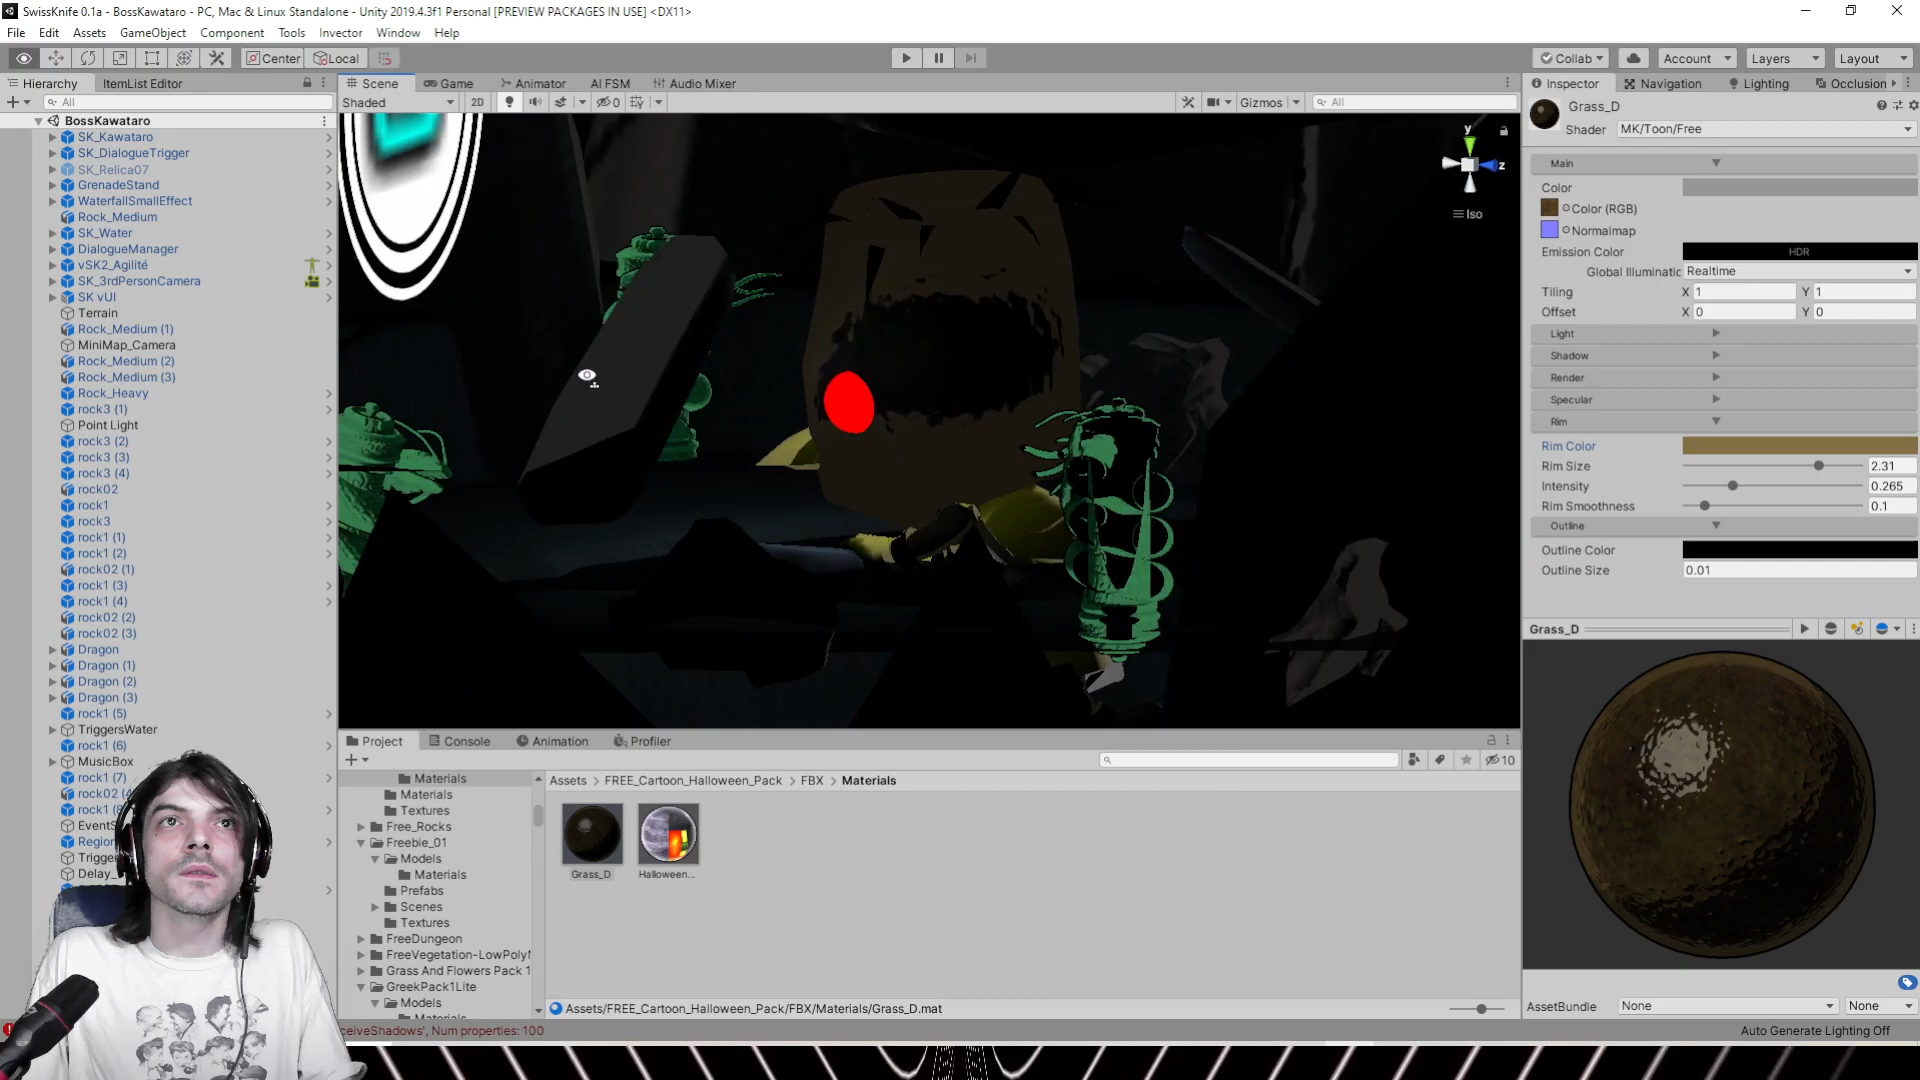 SwissKnife 0.1a - BossKawataro - PC, Mac & Linux Standalone - Unity 2019.4.3f1 Personal [PREVIEW PACKAGES IN USE] <DX11>
File Edit Assets GameObject Component Tools Invector Window Help
Center Local Collab Account Layers Layout
Hierarchy ItemList Editor
All
BossKawataro
SK_Kawataro
SK_DialogueTrigger
SK_Relica07
GrenadeStand
WaterfallSmallEffect
Rock_Medium
SK_Water
DialogueManager
vSK2_Agilité
SK_3rdPersonCamera
SK vUI
Terrain
Rock_Medium (1)
MiniMap_Camera
Rock_Medium (2)
Rock_Medium (3)
Rock_Heavy
rock3 (1)
Point Light
rock3 (2)
rock3 (3)
rock3 (4)
rock02
rock1
rock3
rock1 (1)
rock1 (2)
rock02 (1)
rock1 (3)
rock1 (4)
rock02 (2)
rock02 (3)
Dragon
Dragon (1)
Dragon (2)
Dragon (3)
rock1 (5)
TriggersWater
rock1 (6)
MusicBox
rock1 (7)
rock02
rock1
Region
Delay_
Scene Game Animator AI FSM Audio Mixer
Shaded 2D 0 Gizmos All
y
z
Iso
Project Console Animation Profiler
10
Materials
Materials
Textures
Free_Rocks
Freebie_01
Models
Materials
Prefabs
Scenes
Textures
FreeDungeon
FreeVegetation-LowPoly
Grass And Flowers Pack 1
GreekPack1Lite
Models
Assets > FREE_Cartoon_Halloween_Pack > FBX > Materials
Grass_D Halloween...
Assets/FREE_Cartoon_Halloween_Pack/FBX/Materials/Grass_D.mat
Inspector Navigation Lighting Occlusion
Grass_D
Shader MK/Toon/Free
Main
Color
Color (RGB)
Normalmap
Emission Color HDR
Global Illuminatic Realtime
Tiling X 1 Y 1
Offset X 0 Y 0
Light
Shadow
Render
Specular
Rim
Rim Color
Rim Size 2.31
Intensity 0.265
Rim Smoothness 0.1
Outline
Outline Color
Outline Size 0.01
Grass_D
AssetBundle None None
ceiveShadows', Num properties: 100
Auto Generate Lighting Off